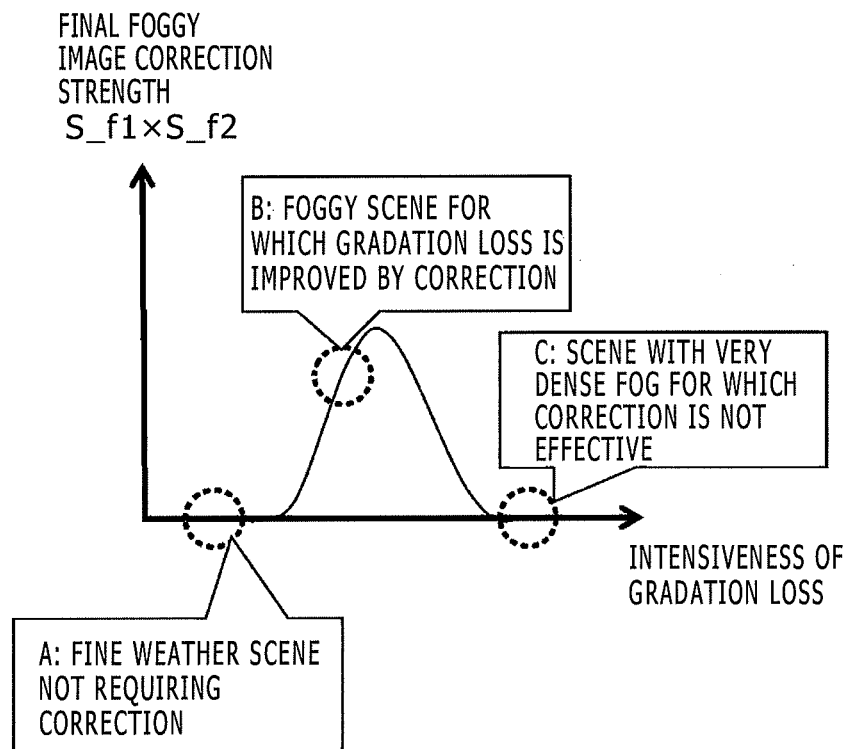 FINAL FOGGY
IMAGE CORRECTION
STRENGTH
S_f1×S_f2
B: FOGGY SCENE FOR
WHICH GRADATION LOSS IS
IMPROVED BY CORRECTION
C: SCENE WITH VERY
DENSE FOG FOR WHICH
CORRECTION IS NOT
EFFECTIVE
INTENSIVENESS OF
GRADATION LOSS
A: FINE WEATHER SCENE
NOT REQUIRING
CORRECTION